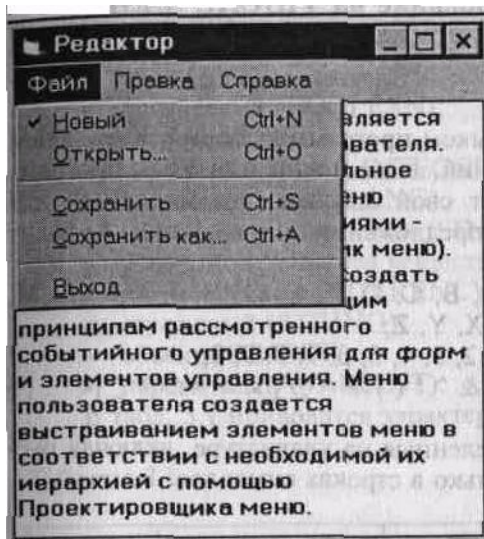 Редактор
Файл Правка Справка
✓ Новый Ctrl+N
Открыть... Ctrl+O
Сохранить Ctrl+S
Сохранить как... Ctrl+A
Выход
вляется
вателя.
льное
ню
иями -
ик меню).
оздать
щим
принципам рассмотренного
событийного управления для форм
и элементов управления. Меню
пользователя создается
выстраиванием элементов меню в
соответствии с необходимой их
иерархией с помощью
Проектировщика меню.